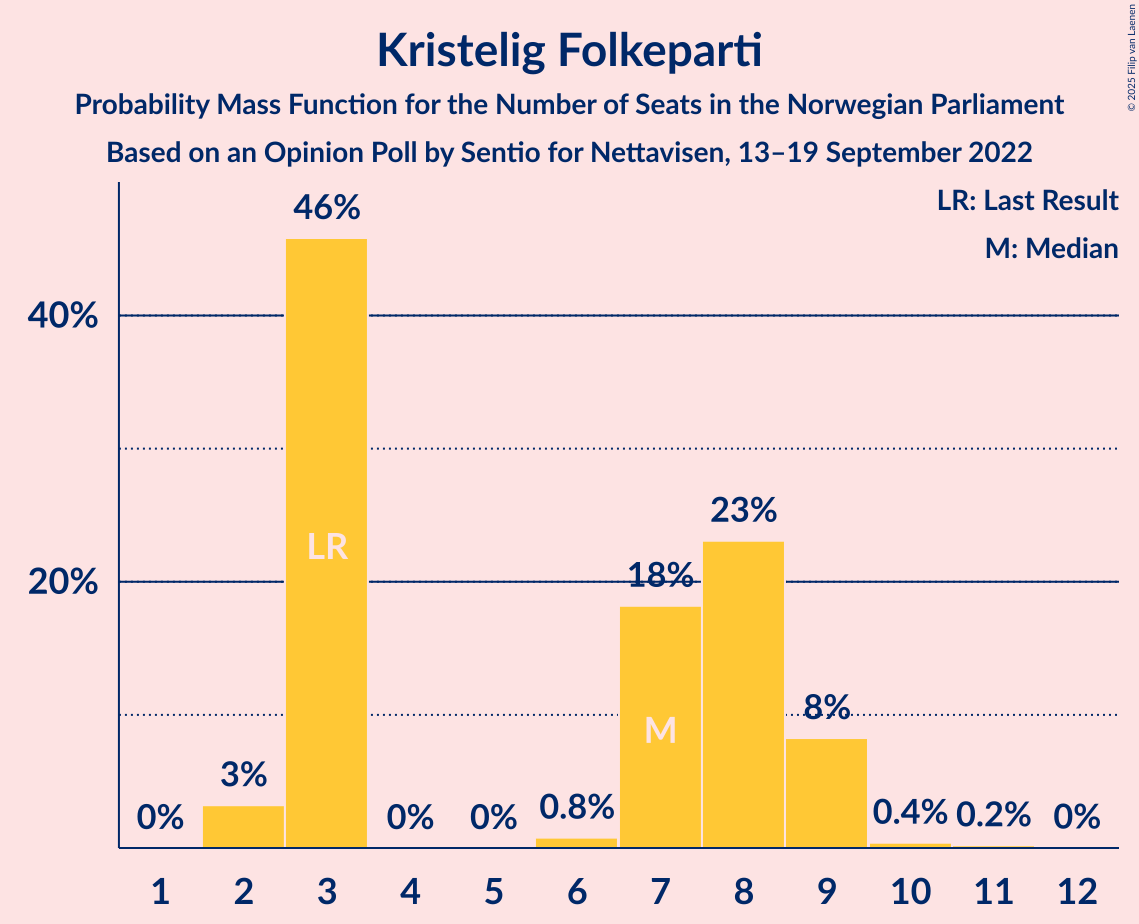 Kristelig Folkeparti
Probability Mass Function for the Number of Seats in the Norwegian Parliament
Based on an Opinion Poll by Sentio for Nettavisen, 13–19 September 2022
© 2025 Filip van Laenen
LR: Last Result
M: Median
46%
40%
23%
LR
18%
20%
8%
M
3%
0%
0%
0%
0.8%
0.4%
0.2%
0%
1 2 3 4 5 6 7 8 9 10 11 12